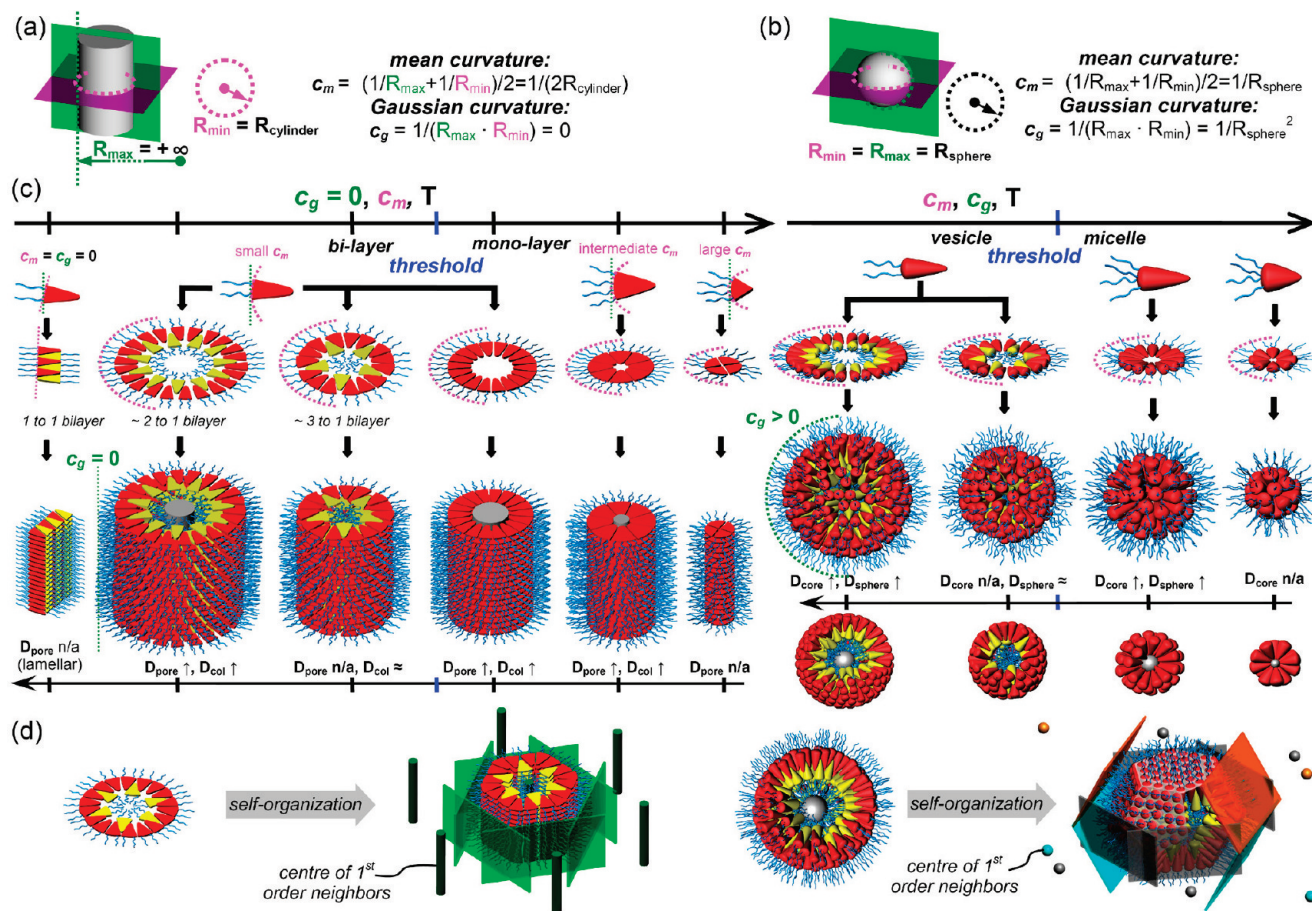 (a)
mean curvature:
c_m = (1/R_max+1/R_min)/2=1/(2R_cylinder)
Gaussian curvature:
c_g = 1/(R_max · R_min) = 0
R_min = R_cylinder
R_max = + ∞
(b)
mean curvature:
c_m = (1/R_max+1/R_min)/2=1/R_sphere
Gaussian curvature:
c_g = 1/(R_max · R_min) = 1/R_sphere²
R_min = R_max = R_sphere
(c)
c_g = 0, c_m, T
c_m, c_g, T
bi-layer
mono-layer
threshold
vesicle
micelle
threshold
c_m = c_g = 0
small c_m
intermediate c_m
large c_m
1 to 1 bilayer
~ 2 to 1 bilayer
~ 3 to 1 bilayer
c_g = 0
c_g > 0
D_pore n/a
(lamellar)
D_pore ↑, D_col ↑
D_pore n/a, D_col ≈
D_pore ↑, D_col ↑
D_pore ↑, D_col ↑
D_pore n/a
D_core ↑, D_sphere ↑
D_core n/a, D_sphere ≈
D_core ↑, D_sphere ↑
D_core n/a
(d)
self-organization
centre of 1st
order neighbors
self-organization
centre of 1st
order neighbors